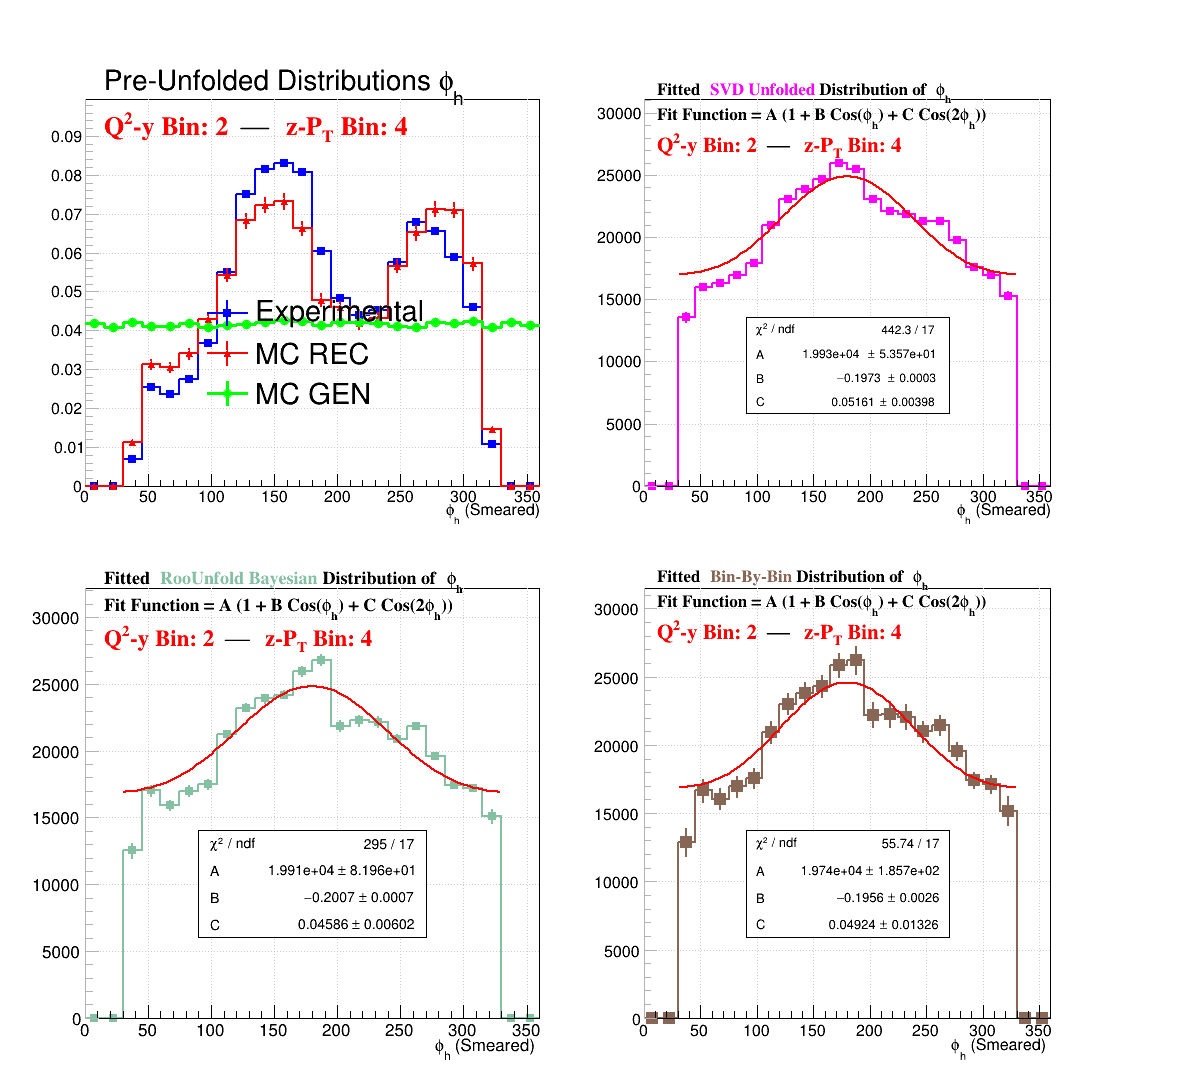 Pre-Unfolded Distributions ϕh
Q²-y Bin: 2 — z-PT Bin: 4
0.09
0.08
0.07
0.06
0.05
0.04
0.03
0.02
0.01
0
Experimental
MC REC
MC GEN
0 50 100 150 200 250 300 350
ϕh (Smeared)
Fitted SVD Unfolded Distribution of ϕh
Fit Function = A (1 + B Cos(ϕh) + C Cos(2ϕh))
Q²-y Bin: 2 — z-PT Bin: 4
30000
25000
20000
15000
10000
5000
0
χ² / ndf 442.3 / 17
A 1.993e+04 ± 5.357e+01
B −0.1973 ± 0.0003
C 0.05161 ± 0.00398
0 50 100 150 200 250 300 350
ϕh (Smeared)
Fitted RooUnfold Bayesian Distribution of ϕh
Fit Function = A (1 + B Cos(ϕh) + C Cos(2ϕh))
Q²-y Bin: 2 — z-PT Bin: 4
30000
25000
20000
15000
10000
5000
0
χ² / ndf 295 / 17
A 1.991e+04 ± 8.196e+01
B −0.2007 ± 0.0007
C 0.04586 ± 0.00602
0 50 100 150 200 250 300 350
ϕh (Smeared)
Fitted Bin-By-Bin Distribution of ϕh
Fit Function = A (1 + B Cos(ϕh) + C Cos(2ϕh))
Q²-y Bin: 2 — z-PT Bin: 4
30000
25000
20000
15000
10000
5000
0
χ² / ndf 55.74 / 17
A 1.974e+04 ± 1.857e+02
B −0.1956 ± 0.0026
C 0.04924 ± 0.01326
0 50 100 150 200 250 300 350
ϕh (Smeared)